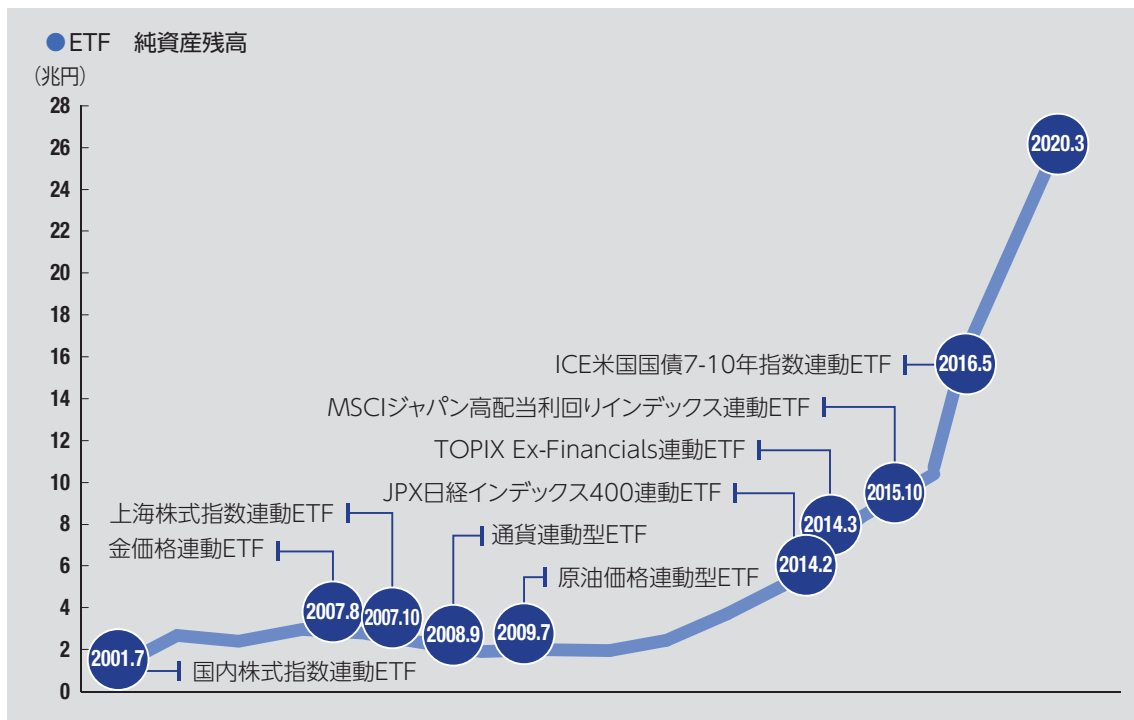 ●ETF 純資産残高
(兆円)
28
26
24
22
20
18
16
14
12
10
8
6
4
2
0
2020.3
ICE米国国債7-10年指数連動ETF
2016.5
MSCIジャパン高配当利回りインデックス連動ETF
TOPIX Ex-Financials連動ETF
JPX日経インデックス400連動ETF
2015.10
2014.3
2014.2
上海株式指数連動ETF
金価格連動ETF
通貨連動型ETF
原油価格連動型ETF
2007.8
2007.10
2008.9
2009.7
2001.7
国内株式指数連動ETF